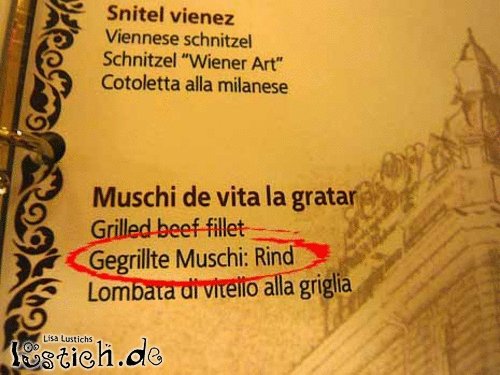 Snitel vienez
Viennese schnitzel
Schnitzel "Wiener Art"
Cotoletta alla milanese
Muschi de vita la gratar
Grilled beef fillet
Gegrillte Muschi: Rind
Lombata di vitello alla griglia
Lisa Lustichs
lustich.de